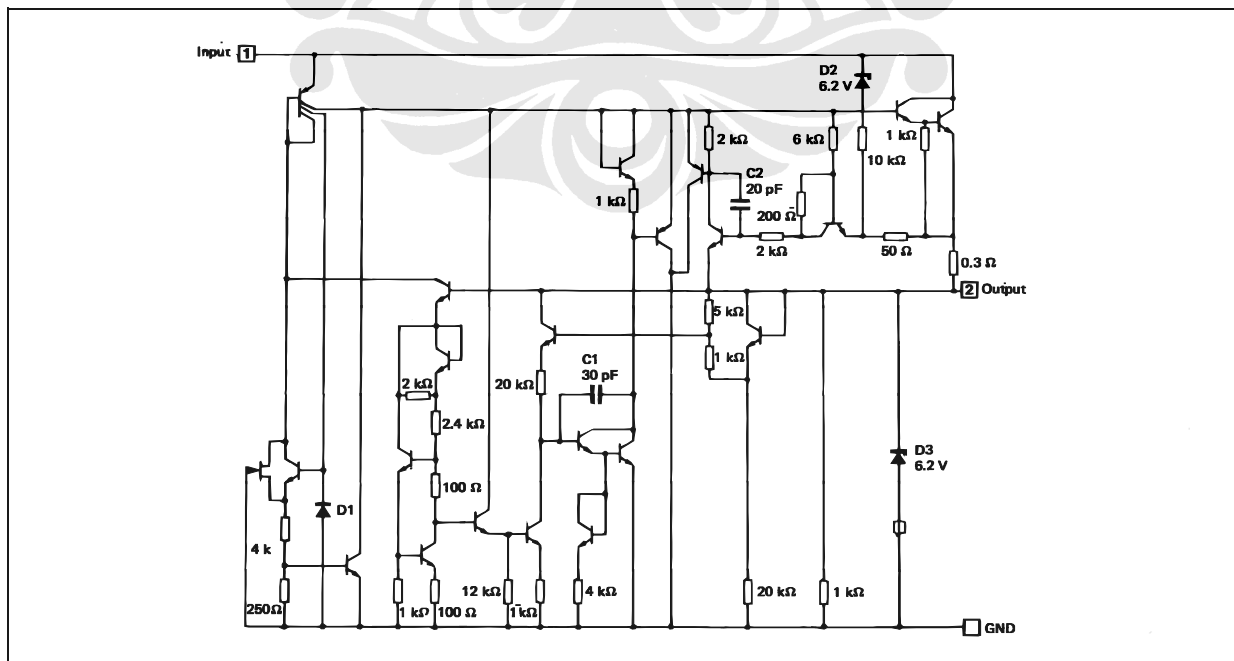 Input 1
D2
6.2 V
2 kΩ
6 kΩ
1 kΩ
10 kΩ
C2
20 pF
1 kΩ
200 Ω
2 kΩ
50 Ω
0.3 Ω
2 Output
5 kΩ
C1
30 pF
1 kΩ
2 kΩ
20 kΩ
2.4 kΩ
D3
6.2 V
100 Ω
D1
4 k
12 kΩ
4 kΩ
20 kΩ
1 kΩ
250Ω
1 kΩ
100 Ω
1 kΩ
GND